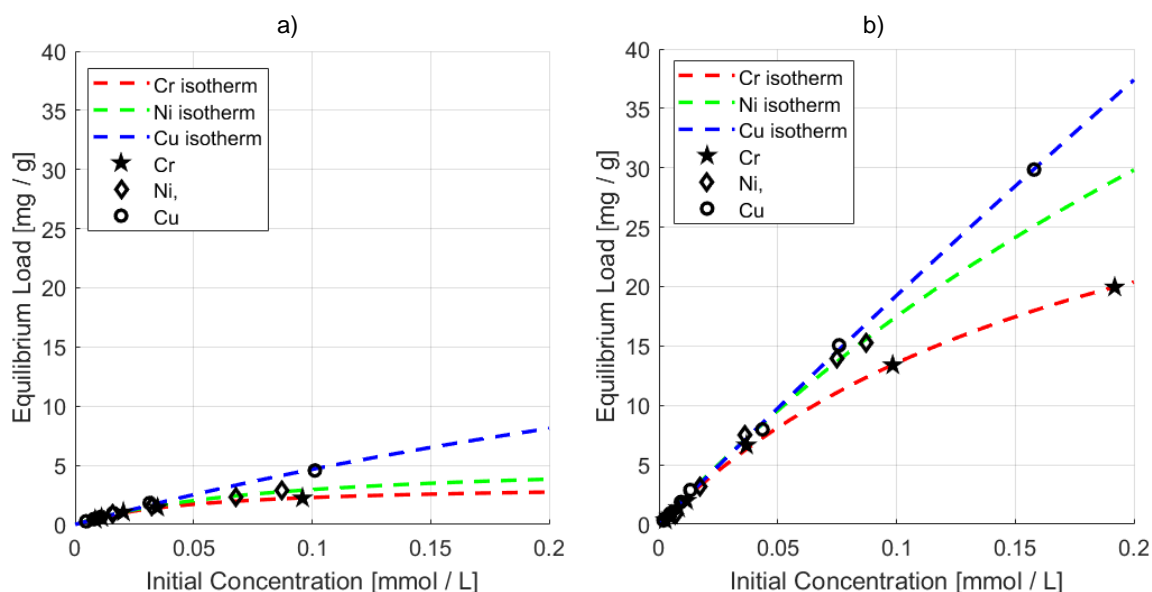 a)
40
35
30
25
20
15
10
5
0
Equilibrium Load [mg / g]
Cr isotherm
Ni isotherm
Cu isotherm
Cr
Ni,
Cu
0
0.05
0.1
0.15
0.2
Initial Concentration [mmol / L]
b)
40
35
30
25
20
15
10
5
0
Equilibrium Load [mg / g]
Cr isotherm
Ni isotherm
Cu isotherm
Cr
Ni,
Cu
0
0.05
0.1
0.15
0.2
Initial Concentration [mmol / L]